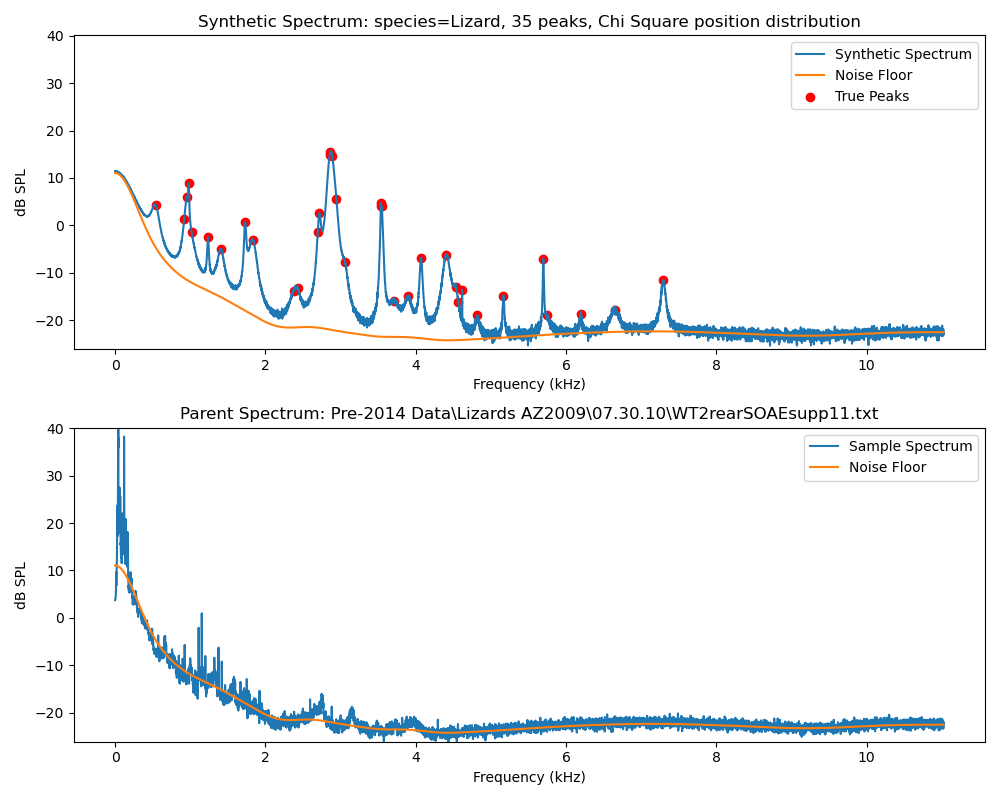 Synthetic Spectrum: species=Lizard, 35 peaks, Chi Square position distribution
40
30
20
10
0
−10
−20
dB SPL
Synthetic Spectrum
Noise Floor
True Peaks
0 2 4 6 8 10
Frequency (kHz)
Parent Spectrum: Pre-2014 Data\Lizards AZ2009\07.30.10\WT2rearSOAEsupp11.txt
40
30
20
10
0
−10
−20
dB SPL
Sample Spectrum
Noise Floor
0 2 4 6 8 10
Frequency (kHz)